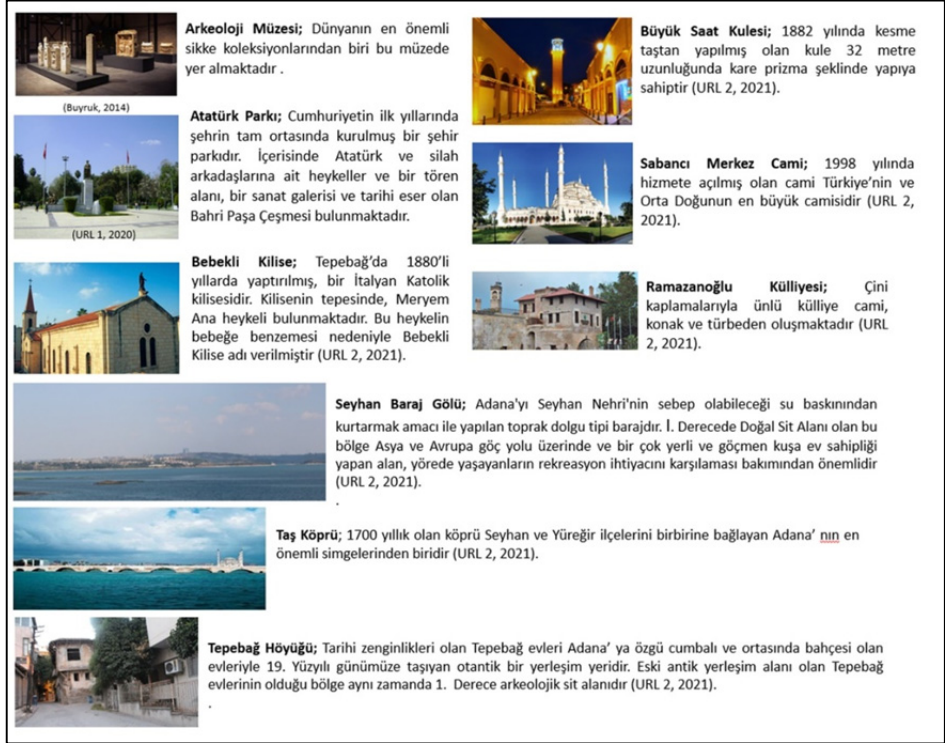 Arkeoloji Müzesi; Dünyanın en önemli
sikke koleksiyonlarından biri bu müzede
yer almaktadır .
(Buyruk, 2014)
Atatürk Parkı; Cumhuriyetin ilk yıllarında
şehrin tam ortasında kurulmuş bir şehir
parkıdır. İçerisinde Atatürk ve silah
arkadaşlarına ait heykeller ve bir tören
alanı, bir sanat galerisi ve tarihi eser olan
Bahri Paşa Çeşmesi bulunmaktadır.
(URL 1, 2020)
Bebekli Kilise; Tepebağ’da 1880’li
yıllarda yaptırılmış, bir İtalyan Katolik
kilisesidir. Kilisenin tepesinde, Meryem
Ana heykeli bulunmaktadır. Bu heykelin
bebeğe benzemesi nedeniyle Bebekli
Kilise adı verilmiştir (URL 2, 2021).
Büyük Saat Kulesi; 1882 yılında kesme
taştan yapılmış olan kule 32 metre
uzunluğunda kare prizma şeklinde yapıya
sahiptir (URL 2, 2021).
Sabancı Merkez Cami; 1998 yılında
hizmete açılmış olan cami Türkiye’nin ve
Orta Doğunun en büyük camisidir (URL 2,
2021).
Ramazanoğlu Külliyesi; Çini
kaplamalarıyla ünlü külliye cami,
konak ve türbeden oluşmaktadır (URL
2, 2021).
Seyhan Baraj Gölü; Adana'yı Seyhan Nehri'nin sebep olabileceği su baskınından
kurtarmak amacı ile yapılan toprak dolgu tipi barajdır. İ. Derecede Doğal Sit Alanı olan bu
bölge Asya ve Avrupa göç yolu üzerinde ve bir çok yerli ve göçmen kuşa ev sahipliği
yapan alan, yörede yaşayanların rekreasyon ihtiyacını karşılaması bakımından önemlidir
(URL 2, 2021).
.
Taş Köprü; 1700 yıllık olan köprü Seyhan ve Yüreğir ilçelerini birbirine bağlayan Adana’ nın en
önemli simgelerinden biridir (URL 2, 2021).
Tepebağ Höyüğü; Tarihi zenginlikleri olan Tepebağ evleri Adana’ ya özgü cumbalı ve ortasında bahçesi olan
evleriyle 19. Yüzyılı günümüze taşıyan otantik bir yerleşim yeridir. Eski antik yerleşim alanı olan Tepebağ
evlerinin olduğu bölge aynı zamanda 1. Derece arkeolojik sit alanıdır (URL 2, 2021).
.